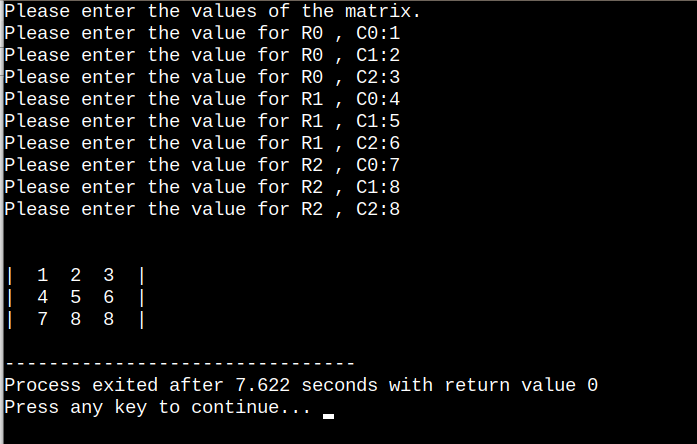 Please enter the values of the matrix.
Please enter the value for R0 , C0:1
Please enter the value for R0 , C1:2
Please enter the value for R0 , C2:3
Please enter the value for R1 , C0:4
Please enter the value for R1 , C1:5
Please enter the value for R1 , C2:6
Please enter the value for R2 , C0:7
Please enter the value for R2 , C1:8
Please enter the value for R2 , C2:8
|  1  2  3  |
|  4  5  6  |
|  7  8  8  |
--------------------------------
Process exited after 7.622 seconds with return value 0
Press any key to continue... _